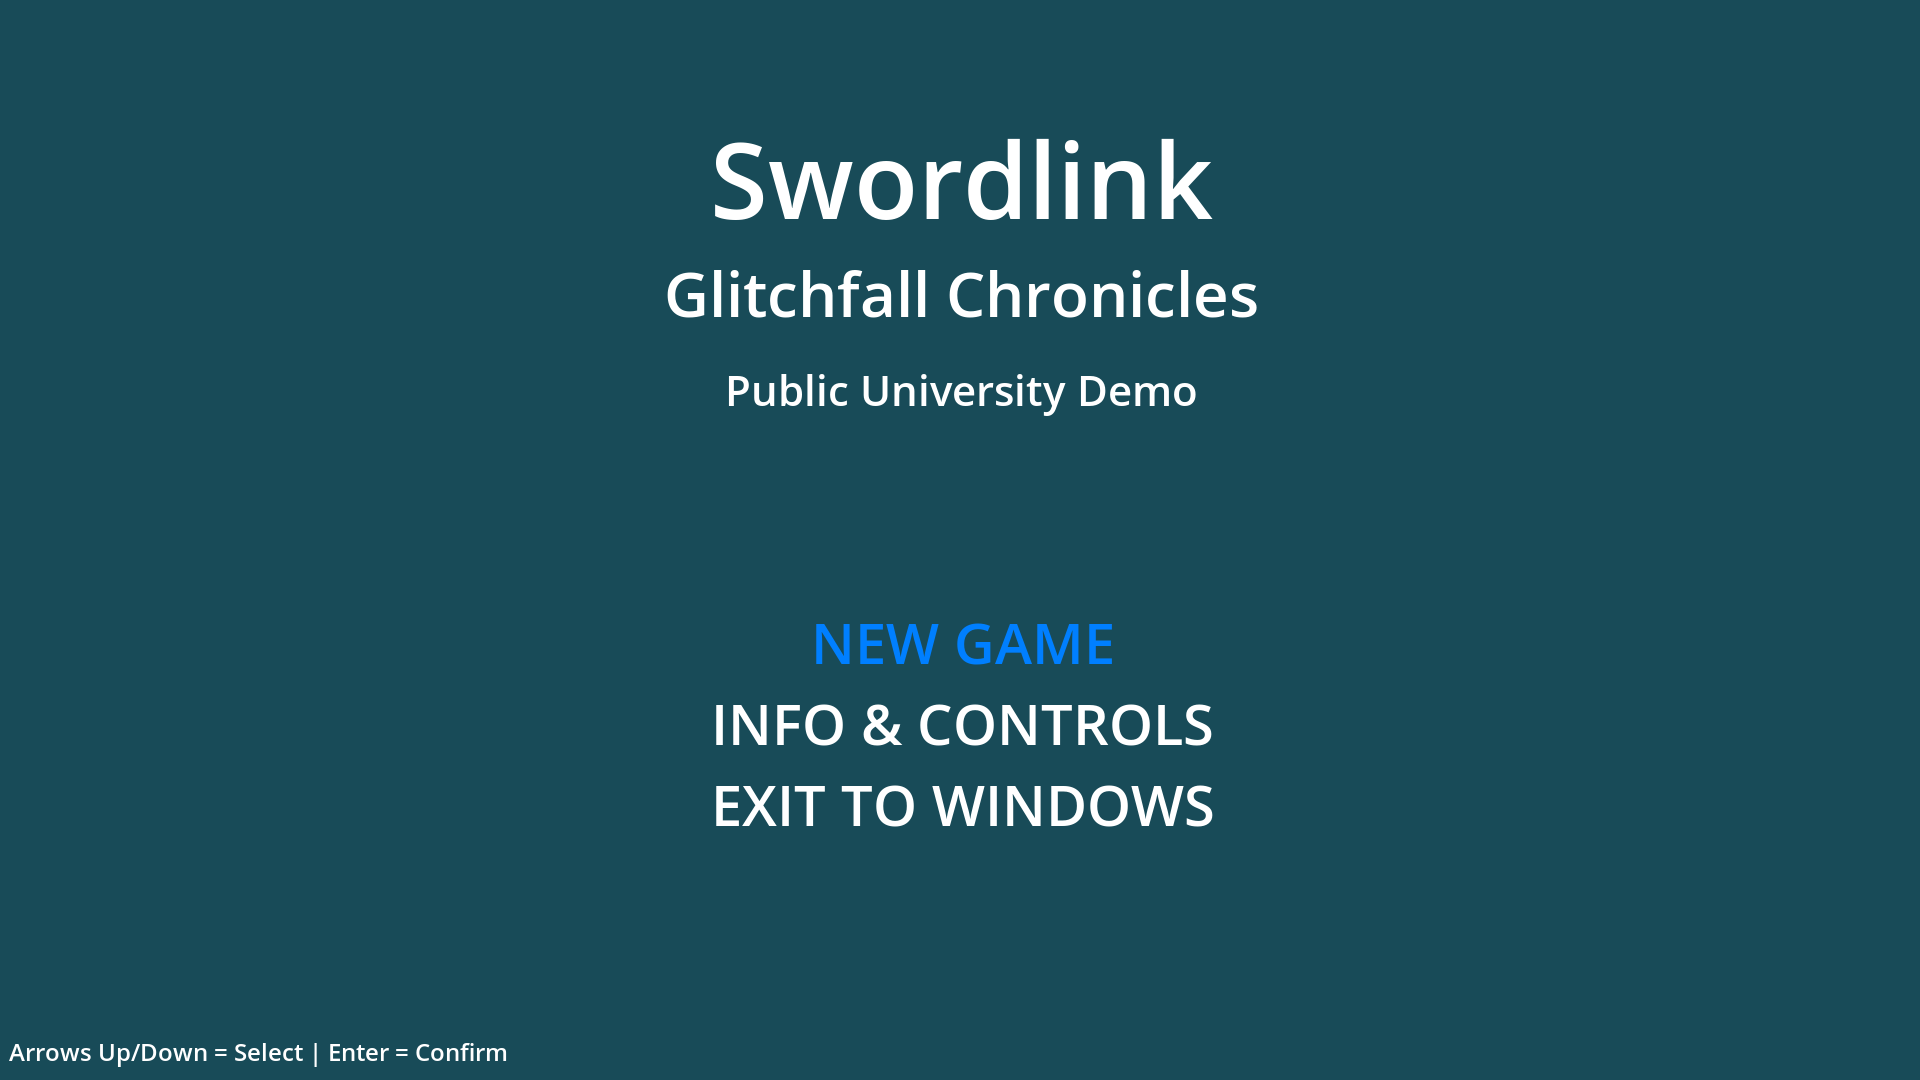 Swordlink
Glitchfall Chronicles
Public University Demo
NEW GAME
INFO & CONTROLS
EXIT TO WINDOWS
Arrows Up/Down = Select | Enter = Confirm